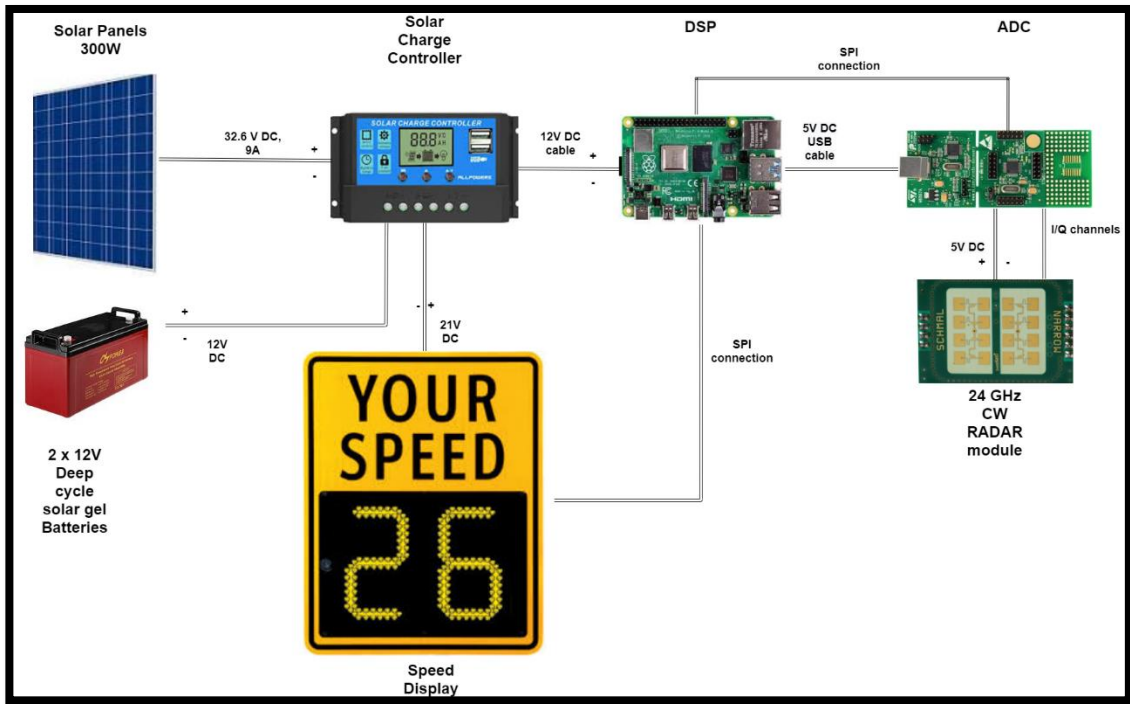 Solar Panels
300W
Solar
Charge
Controller
DSP
ADC
SPI
connection
32.6 V DC,
9A
+
-
SOLAR CHARGE CONTROLLER
ALLPOWERS
12V DC
cable
+
-
HDMI
5V DC
USB
cable
5V DC
+ -
I/Q channels
SCHMAL
NARROW
24 GHz
CW
RADAR
module
+
-
12V
DC
- +
21V
DC
SPI
connection
2 x 12V
Deep
cycle
solar gel
Batteries
YOUR
SPEED
26
Speed
Display